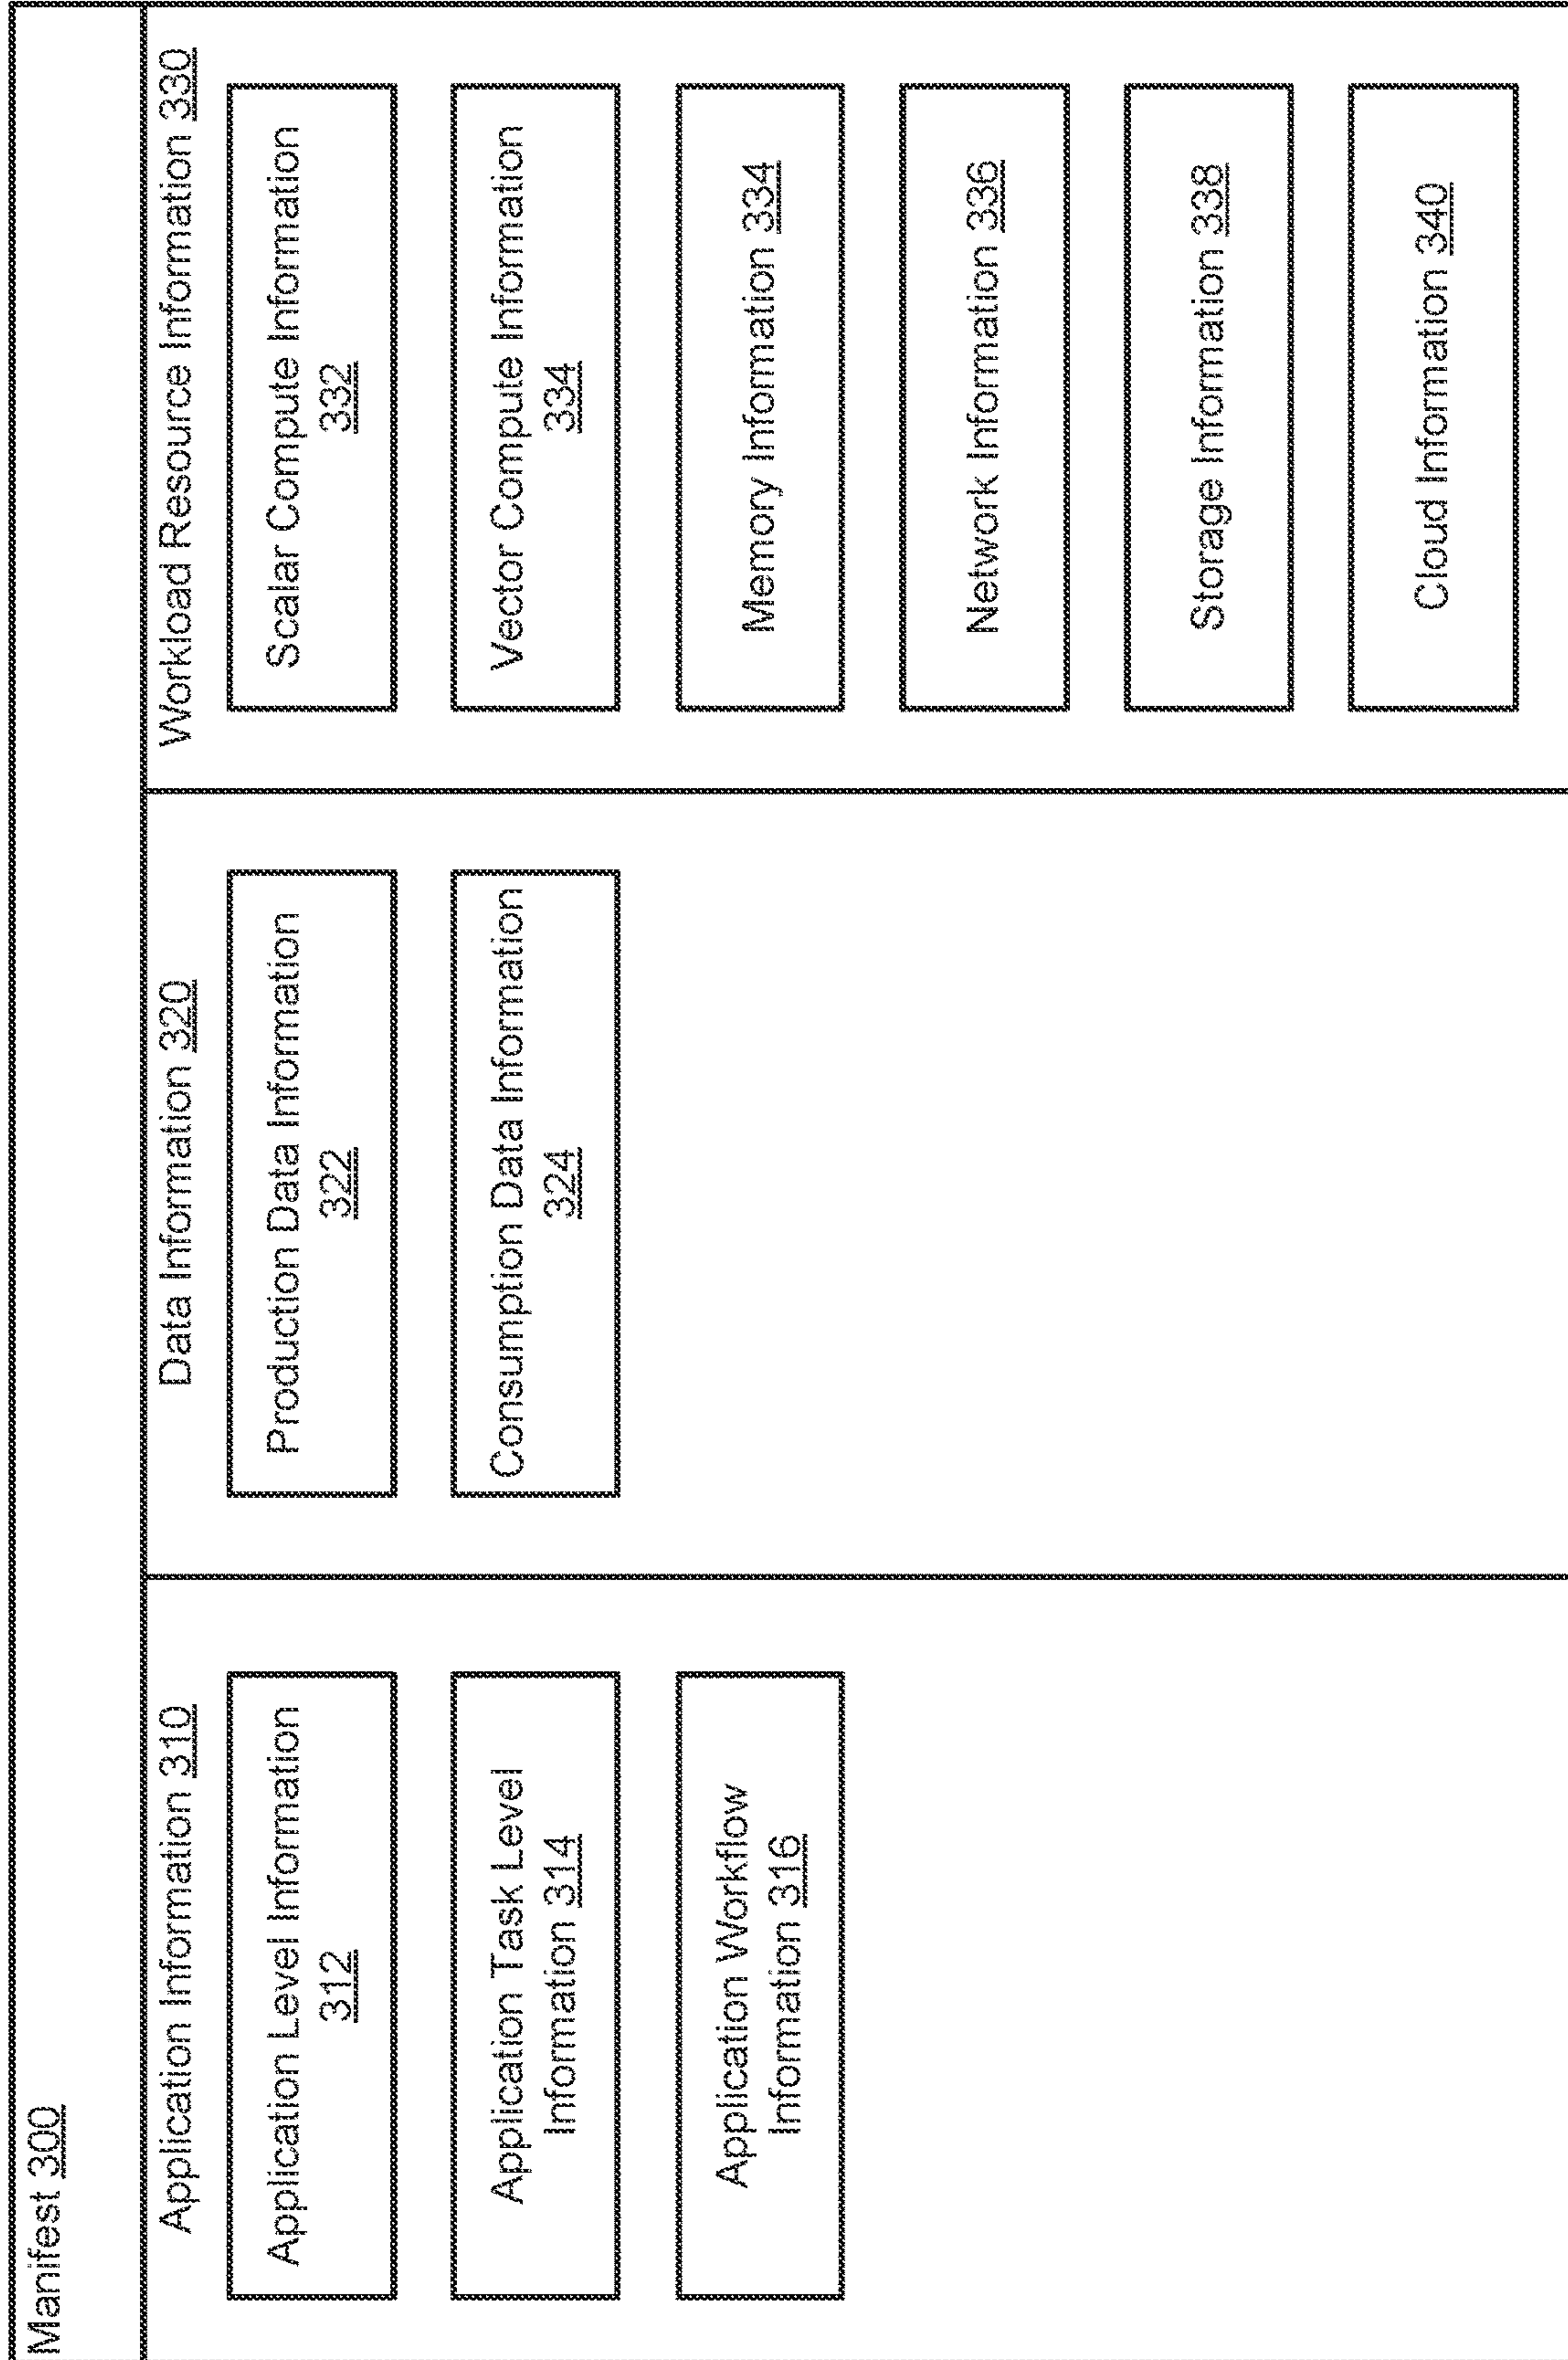 Manifest 300
Application Information 310
Application Level Information
312
Application Task Level
Information 314
Application Workflow
Information 316
Data Information 320
Production Data Information
322
Consumption Data Information
324
Workload Resource Information 330
Scalar Compute Information
332
Vector Compute Information
334
Memory Information 334
Network Information 336
Storage Information 338
Cloud Information 340